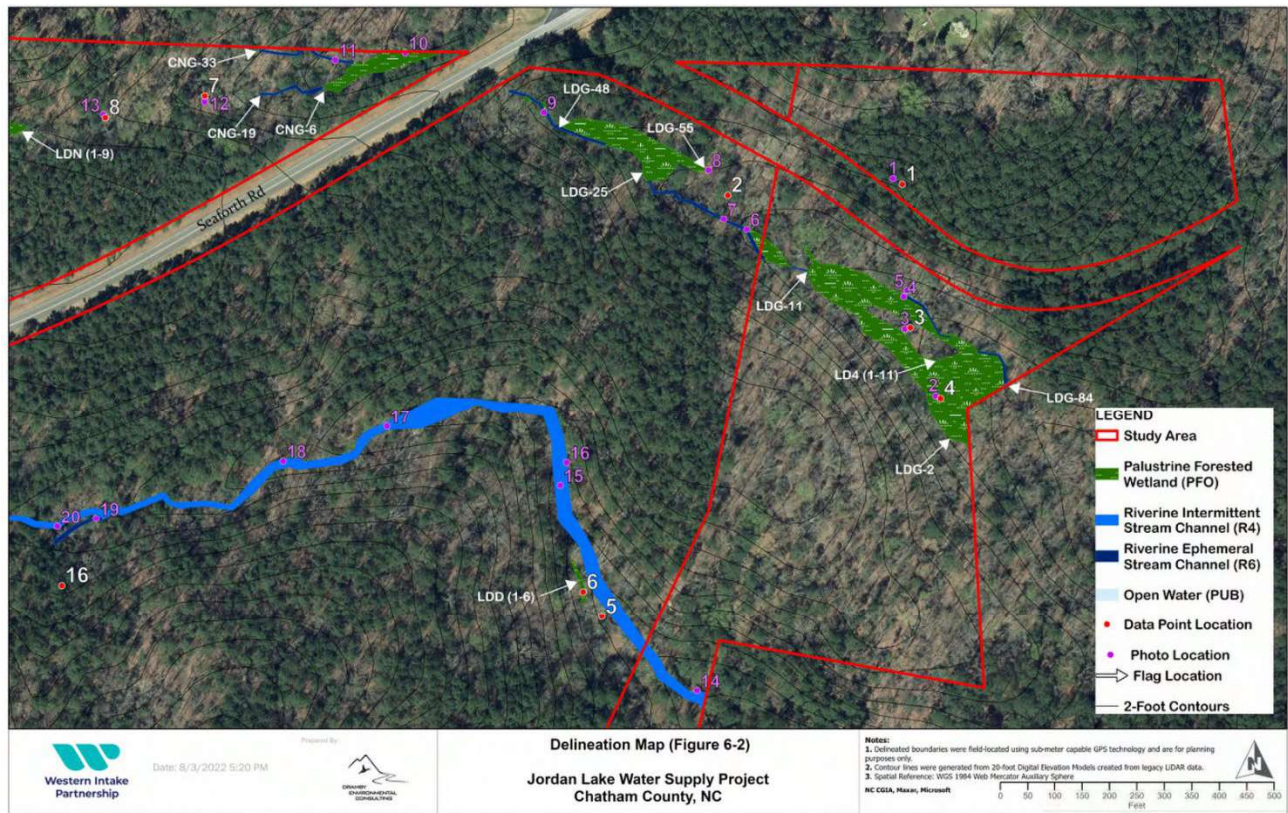 CNG-33
11
10
7
12
13
8
CNG-19
CNG-6
LDN (1-9)
Seaforth Rd
9
LDG-48
LDG-55
8
LDG-25
2
7
6
1
1
LDG-11
5
4
3
3
LD4 (1-11)
2
4
LDG-84
LDG-2
17
18
16
15
20
19
16
LDD (1-6)
6
5
14
LEGEND
Study Area
Palustrine Forested
Wetland (PFO)
Riverine Intermittent
Stream Channel (R4)
Riverine Ephemeral
Stream Channel (R6)
Open Water (PUB)
Data Point Location
Photo Location
Flag Location
2-Foot Contours
Western Intake
Partnership
Date: 8/3/2022 5:20 PM
Prepared By:
DRAMBY
ENVIRONMENTAL
CONSULTING
Delineation Map (Figure 6-2)
Jordan Lake Water Supply Project
Chatham County, NC
Notes:
1. Delineated boundaries were field-located using sub-meter capable GPS technology and are for planning
purposes only.
2. Contour lines were generated from 20-foot Digital Elevation Models created from legacy LiDAR data.
3. Spatial Reference: WGS 1984 Web Mercator Auxiliary Sphere
NC CGIA, Maxar, Microsoft
N
0 50 100 150 200 250 300 350 400 450 500
Feet